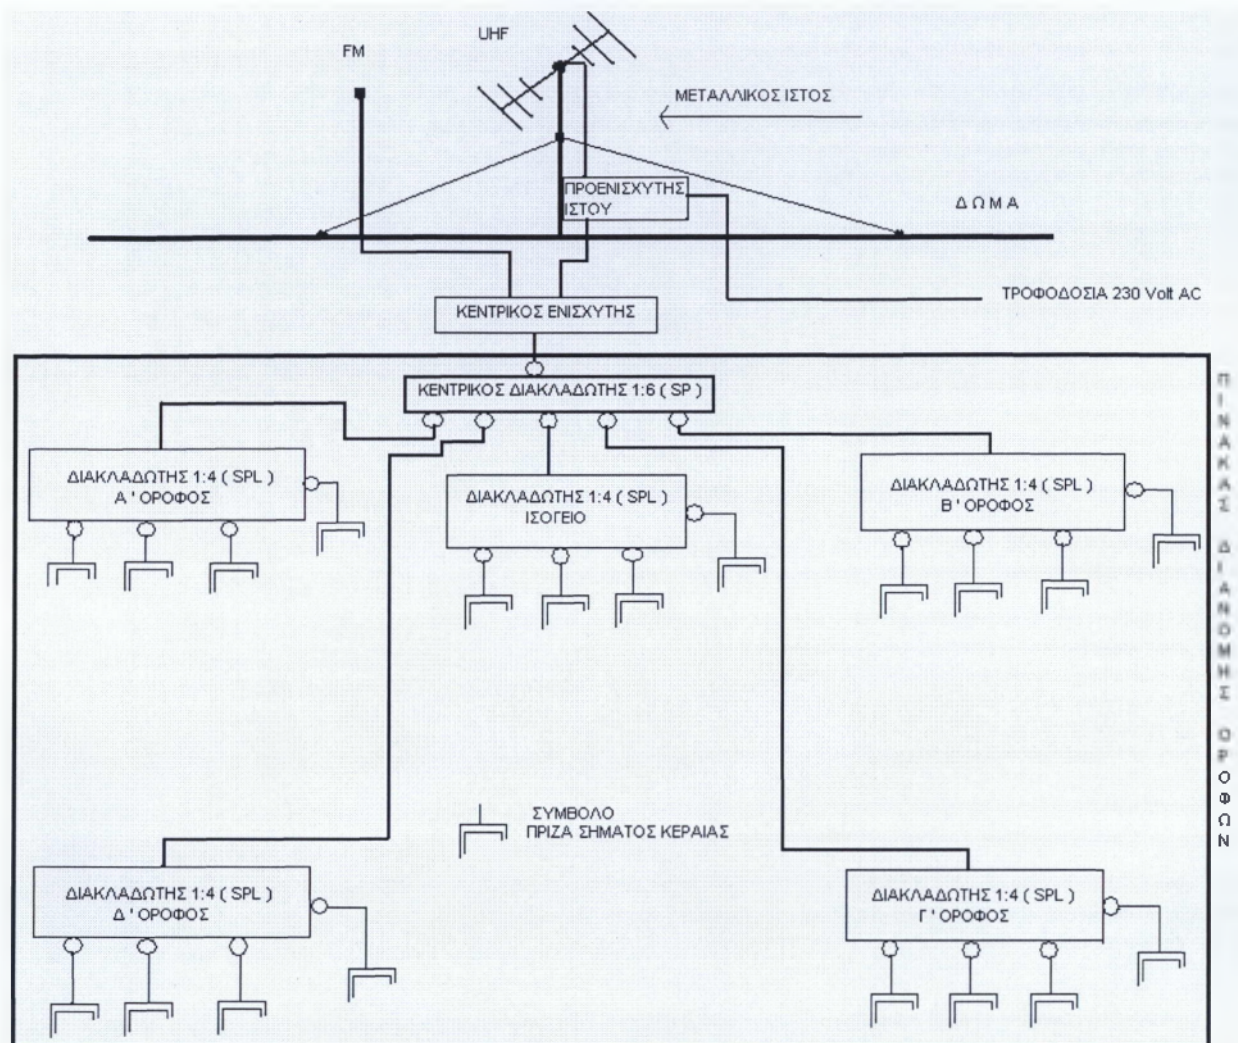 FM
UHF
ΜΕΤΑΛΛΙΚΟΣ ΙΣΤΟΣ
ΠΡΟΕΝΙΣΧΥΤΗΣ
ΙΣΤΟΥ
ΔΩΜΑ
ΤΡΟΦΟΔΟΣΙΑ 230 Volt AC
ΚΕΝΤΡΙΚΟΣ ΕΝΙΣΧΥΤΗΣ
ΚΕΝΤΡΙΚΟΣ ΔΙΑΚΛΑΔΩΤΗΣ 1:6 ( SP )
ΔΙΑΚΛΑΔΩΤΗΣ 1:4 ( SPL )
Α ' ΟΡΟΦΟΣ
ΔΙΑΚΛΑΔΩΤΗΣ 1:4 ( SPL )
ΙΣΟΓΕΙΟ
ΔΙΑΚΛΑΔΩΤΗΣ 1:4 ( SPL )
Β ' ΟΡΟΦΟΣ
ΠΙΝΑΚΑΣ ΔΙΑΝΟΜΗΣ ΟΡΟΦΩΝ
ΣΥΜΒΟΛΟ
ΠΡΙΖΑ ΣΗΜΑΤΟΣ ΚΕΡΑΙΑΣ
ΔΙΑΚΛΑΔΩΤΗΣ 1:4 ( SPL )
Δ ' ΟΡΟΦΟΣ
ΔΙΑΚΛΑΔΩΤΗΣ 1:4 ( SPL )
Γ ' ΟΡΟΦΟΣ